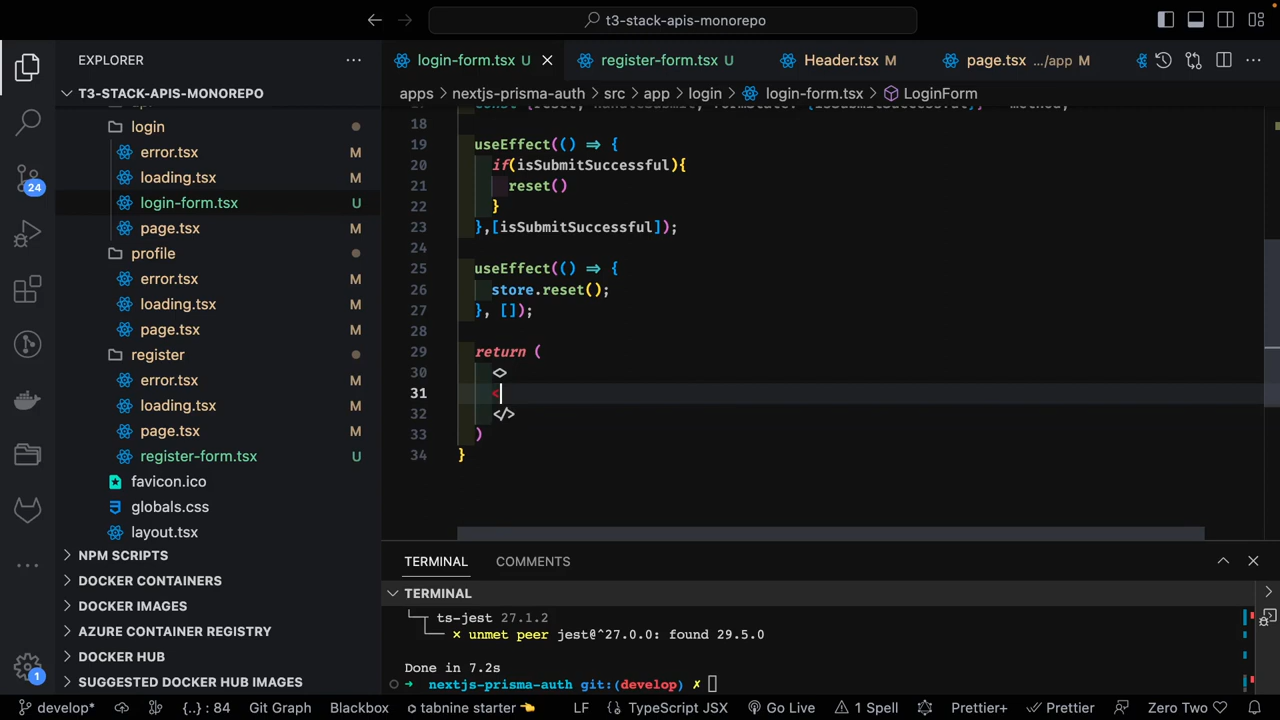 t3-stack-apis-monorepo
EXPLORER
T3-STACK-APIS-MONOREPO
login
error.tsx M
loading.tsx M
login-form.tsx U
page.tsx M
profile
error.tsx M
loading.tsx M
page.tsx M
register
error.tsx M
loading.tsx M
page.tsx M
register-form.tsx U
favicon.ico
globals.css
layout.tsx
NPM SCRIPTS
DOCKER CONTAINERS
DOCKER IMAGES
AZURE CONTAINER REGISTRY
DOCKER HUB
SUGGESTED DOCKER HUB IMAGES
24
1
login-form.tsx U
register-form.tsx U
Header.tsx M
page.tsx .../app M
apps > nextjs-prisma-auth > src > app > login > login-form.tsx > LoginForm
18
19 useEffect(() => {
20 if(isSubmitSuccessful){
21 reset()
22 }
23 },[isSubmitSuccessful]);
24
25 useEffect(() => {
26 store.reset();
27 }, []);
28
29 return (
30 <>
31 <
32 </>
33 )
34 }
TERMINAL COMMENTS
TERMINAL
ts-jest 27.1.2
✕ unmet peer jest@^27.0.0: found 29.5.0
Done in 7.2s
➜ nextjs-prisma-auth git:(develop) ✗
develop* {..} : 84 Git Graph Blackbox tabnine starter 👈 LF TypeScript JSX Go Live 1 Spell Prettier+ Prettier Zero Two